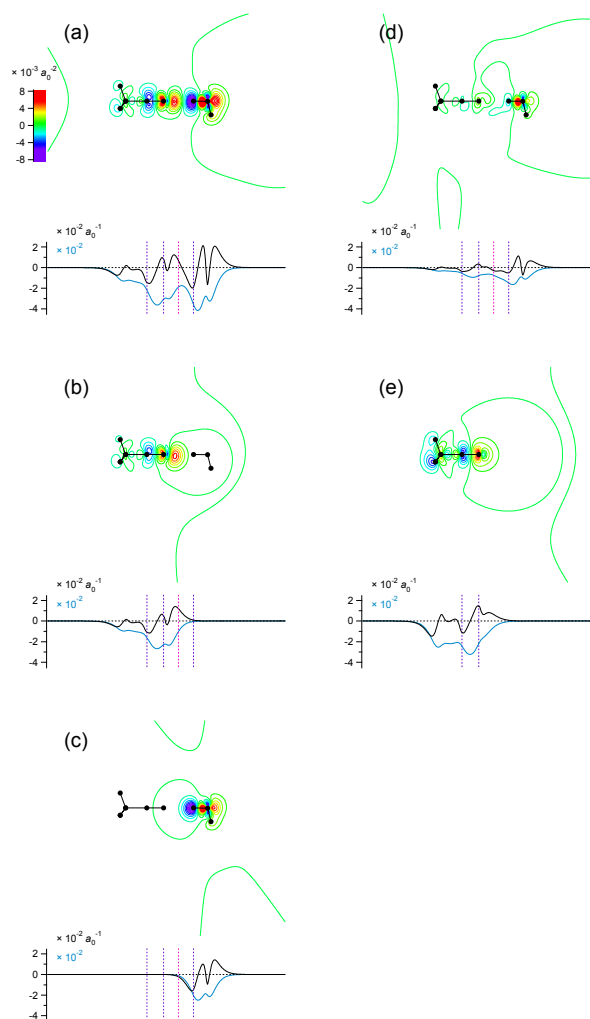 (a)
× 10⁻³ a₀⁻²
8
4
0
-4
-8
× 10⁻² a₀⁻¹
× 10⁻²
2
0
-2
-4
(d)
× 10⁻² a₀⁻¹
× 10⁻²
2
0
-2
-4
(b)
× 10⁻² a₀⁻¹
× 10⁻²
2
0
-2
-4
(e)
× 10⁻² a₀⁻¹
× 10⁻²
2
0
-2
-4
(c)
× 10⁻² a₀⁻¹
× 10⁻²
2
0
-2
-4